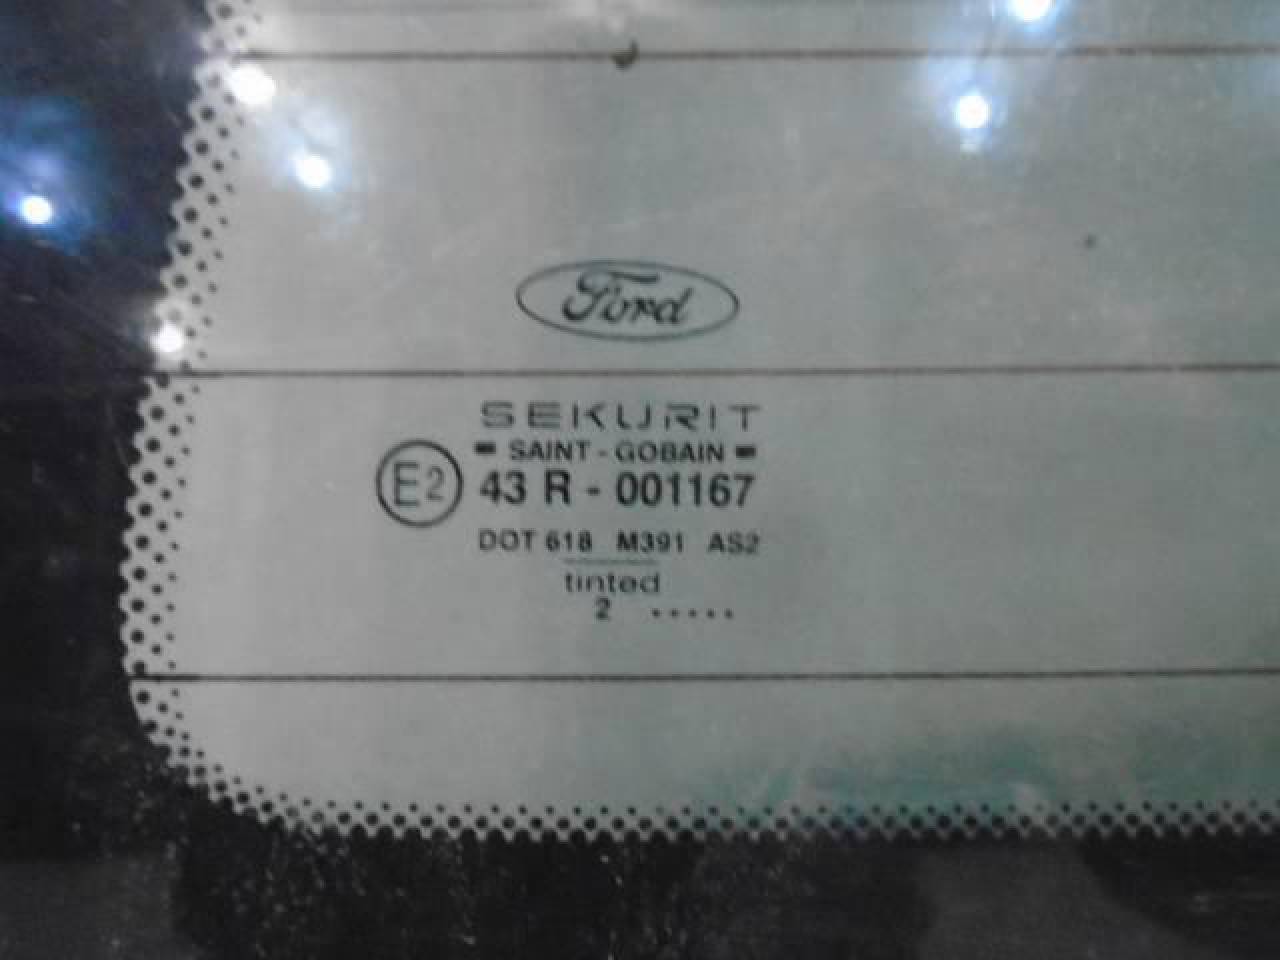 Ford
SEKURIT
SAINT - GOBAIN
E2 43 R - 001167
DOT 618 M391 AS2
tinted
2 .....